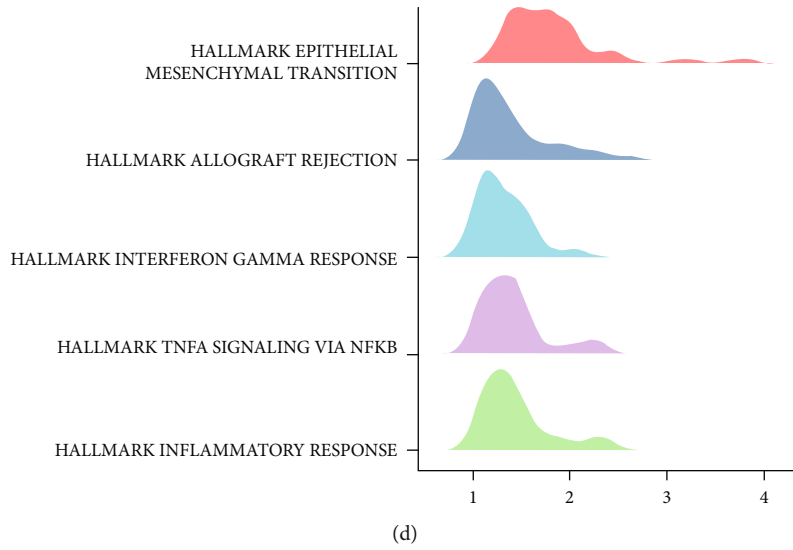 HALLMARK EPITHELIAL
MESENCHYMAL TRANSITION
HALLMARK ALLOGRAFT REJECTION
HALLMARK INTERFERON GAMMA RESPONSE
HALLMARK TNFA SIGNALING VIA NFKB
HALLMARK INFLAMMATORY RESPONSE
1 2 3 4
(d)